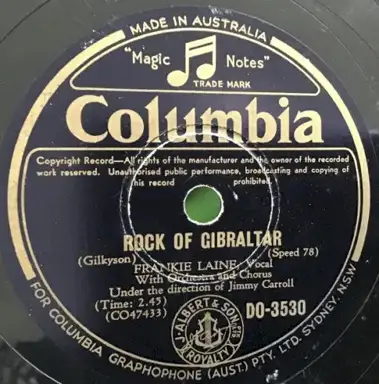 MADE IN AUSTRALIA
"Magic Notes"
TRADE MARK
Columbia
Copyright Record—All rights of the manufacturer and the owner of the recorded
work reserved. Unauthorised public performance, broadcasting and copying of
this record prohibited.
ROCK OF GIBRALTAR
(Gilkyson) (Speed 78)
FRANKIE LAINE, Vocal
With Orchestra and Chorus
Under the direction of Jimmy Carroll
(Time: 2.45)
(CO47433)
DO-3530
J. ALBERT & SON
ROYALTY
FOR COLUMBIA GRAPHOPHONE (AUST.) PTY. LTD. SYDNEY, N.S.W.